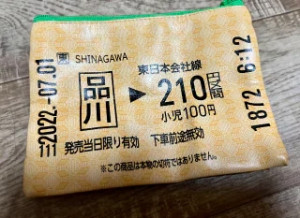 東 SHINAGAWA
品川
東日本会社線
▶ 210円区間
小児100円
発売当日限り有効 下車前途無効
※この商品は本物の切符ではありません。
2022.-07.01
111
6:12
1872